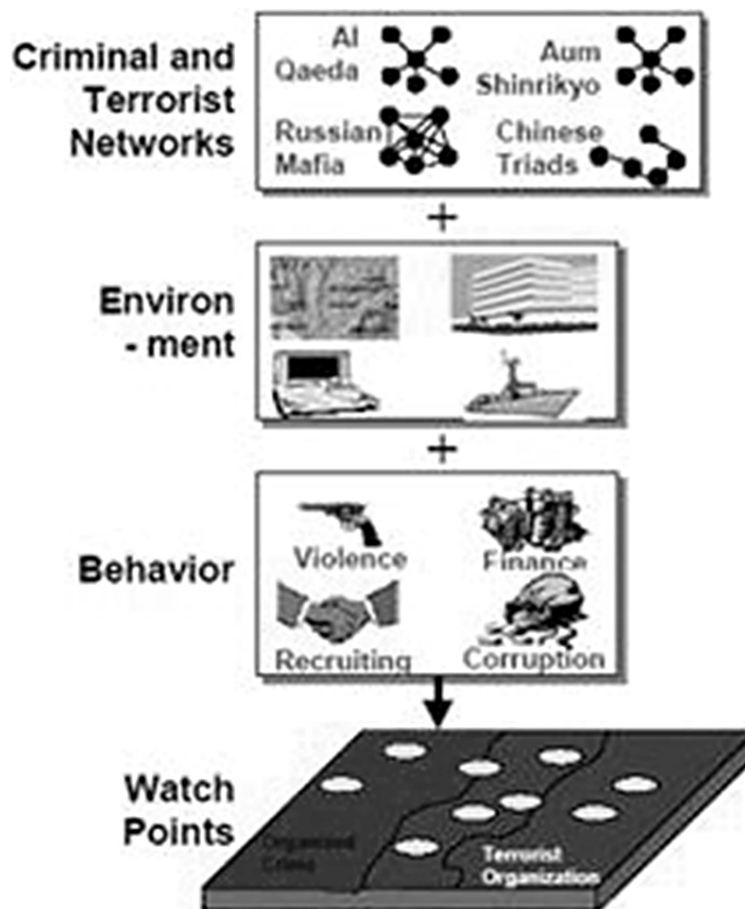 Criminal and
Terrorist
Networks
Al
Qaeda
Aum
Shinrikyo
Russian
Mafia
Chinese
Triads
+
Environ
- ment
+
Behavior
Violence
Finance
Recruiting
Corruption
Watch
Points
Organized
Crime
Terrorist
Organization